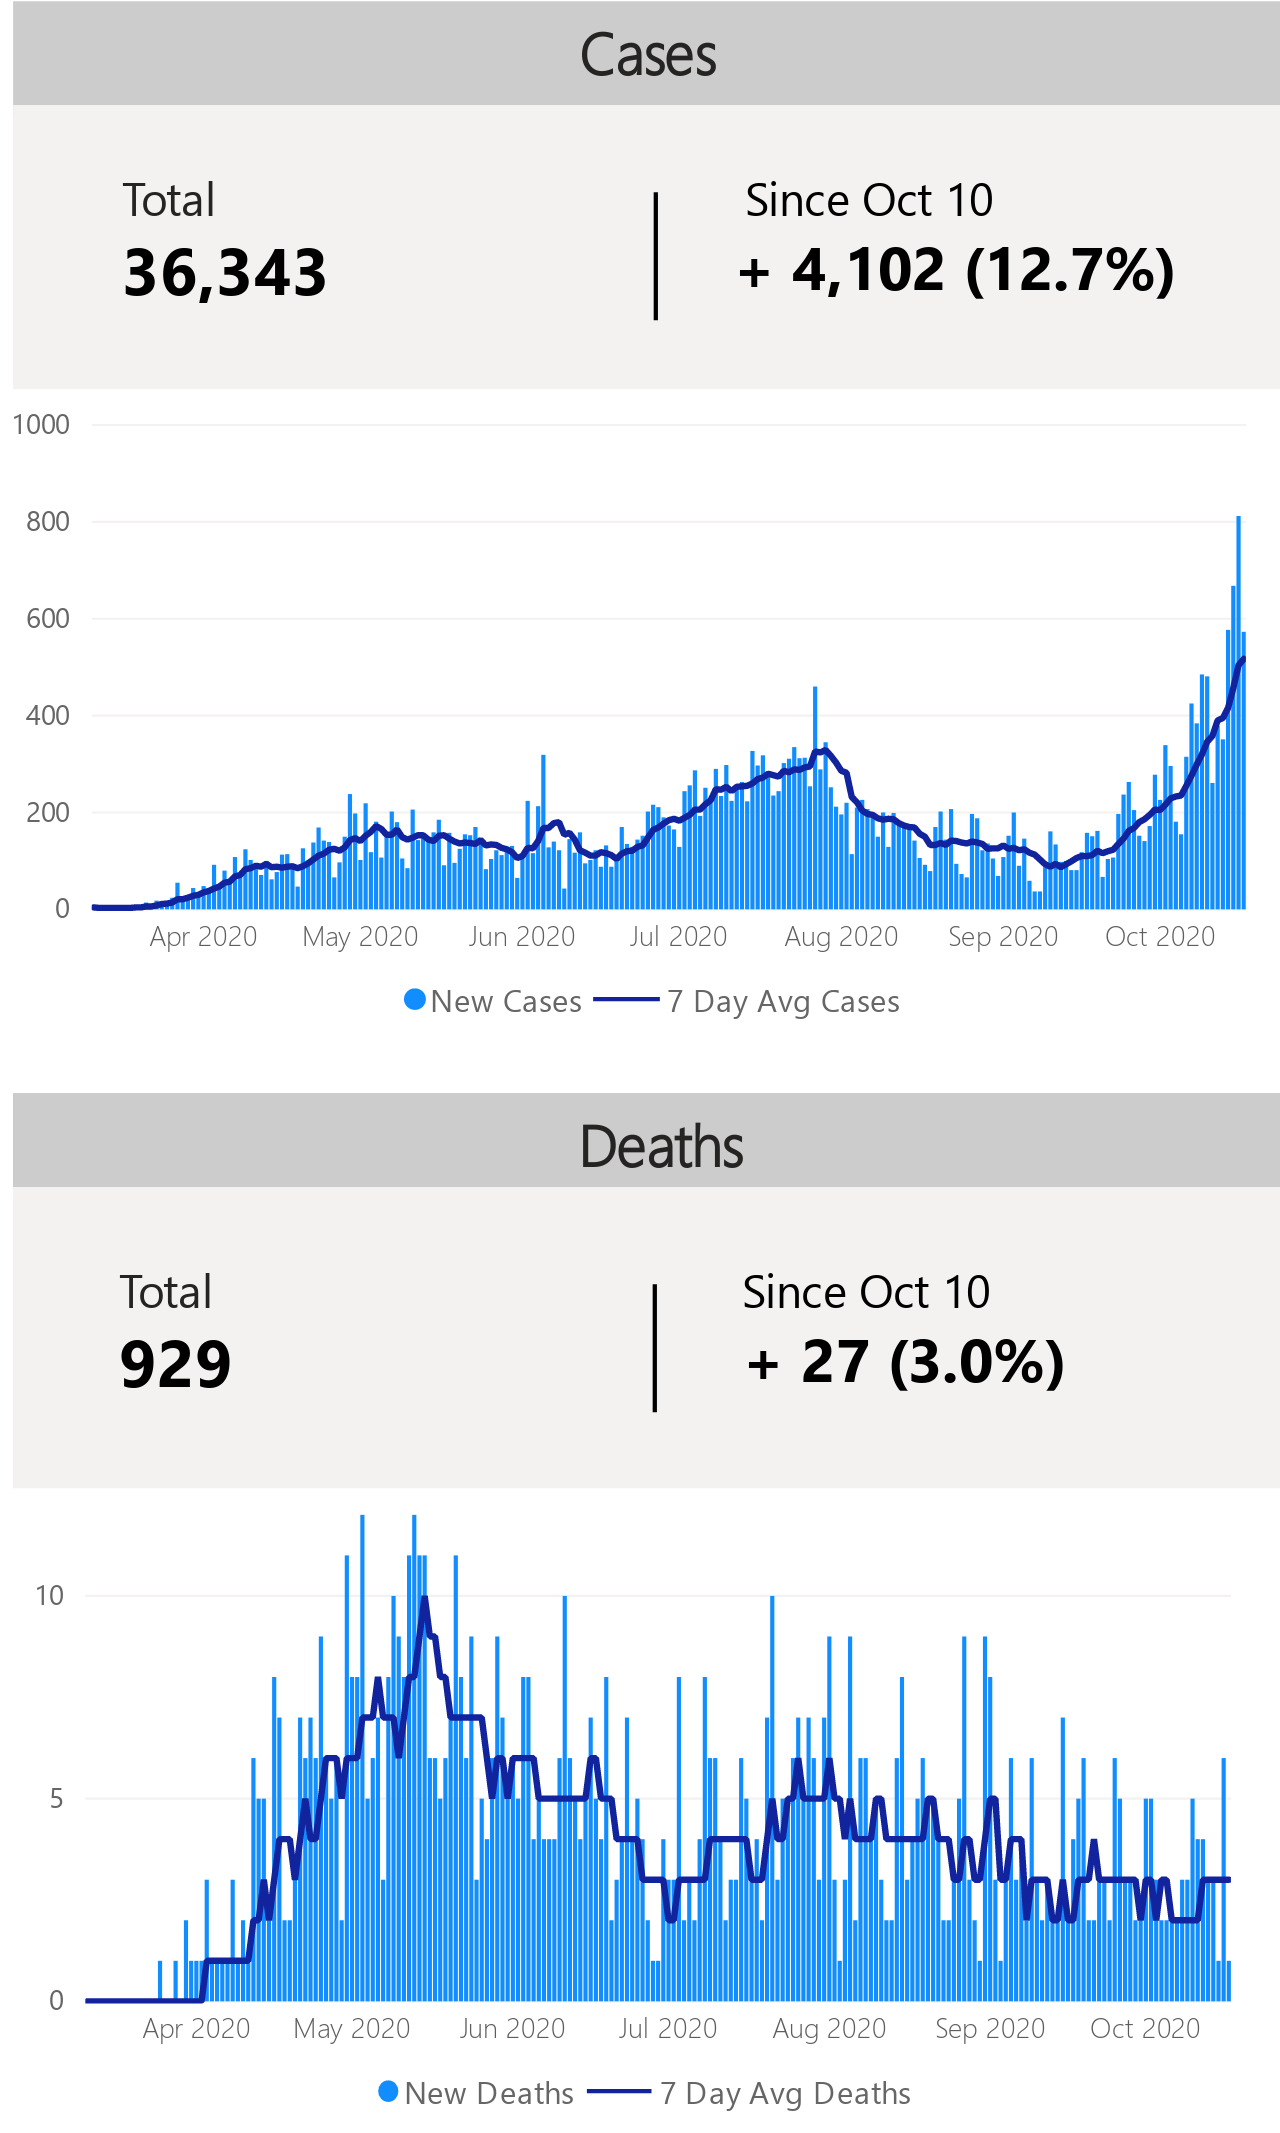 Cases
Total
Since Oct 10
36,343
+ 4,102 (12.7%)
1000
800
600
400
200
0
Apr 2020 May 2020 Jun 2020 Jul 2020 Aug 2020 Sep 2020 Oct 2020
New Cases 7 Day Avg Cases
Deaths
Total
Since Oct 10
929
+ 27 (3.0%)
10
5
0
Apr 2020 May 2020 Jun 2020 Jul 2020 Aug 2020 Sep 2020 Oct 2020
New Deaths 7 Day Avg Deaths